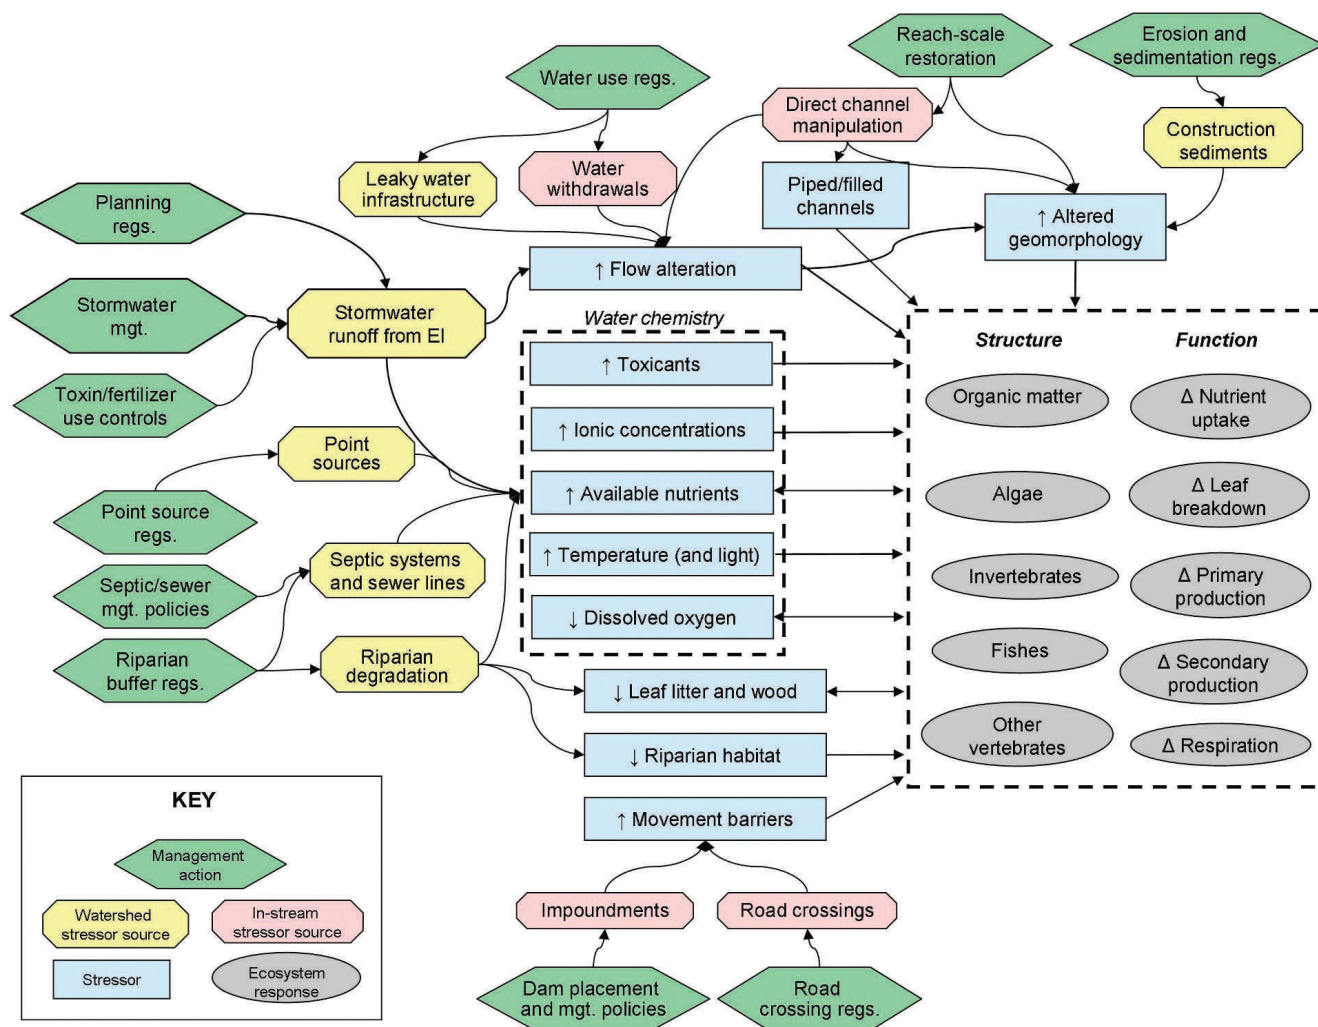 Reach-scale
restoration
Erosion and
sedimentation regs.
Water use regs.
Direct channel
manipulation
Construction
sediments
Leaky water
infrastructure
Water
withdrawals
Piped/filled
channels
Planning
regs.
↑ Altered
geomorphology
↑ Flow alteration
Stormwater
mgt.
Stormwater
runoff from EI
Water chemistry
Structure
Function
↑ Toxicants
Toxin/fertilizer
use controls
Organic matter
Δ Nutrient
uptake
↑ Ionic concentrations
Point
sources
↑ Available nutrients
Algae
Δ Leaf
breakdown
Point source
regs.
↑ Temperature (and light)
Septic systems
and sewer lines
Invertebrates
Δ Primary
production
Septic/sewer
mgt. policies
↓ Dissolved oxygen
Riparian
buffer regs.
Riparian
degradation
Fishes
Δ Secondary
production
↓ Leaf litter and wood
Other
vertebrates
Δ Respiration
↓ Riparian habitat
↑ Movement barriers
KEY
Management
action
Watershed
stressor source
In-stream
stressor source
Stressor
Ecosystem
response
Impoundments
Road crossings
Dam placement
and mgt. policies
Road
crossing regs.